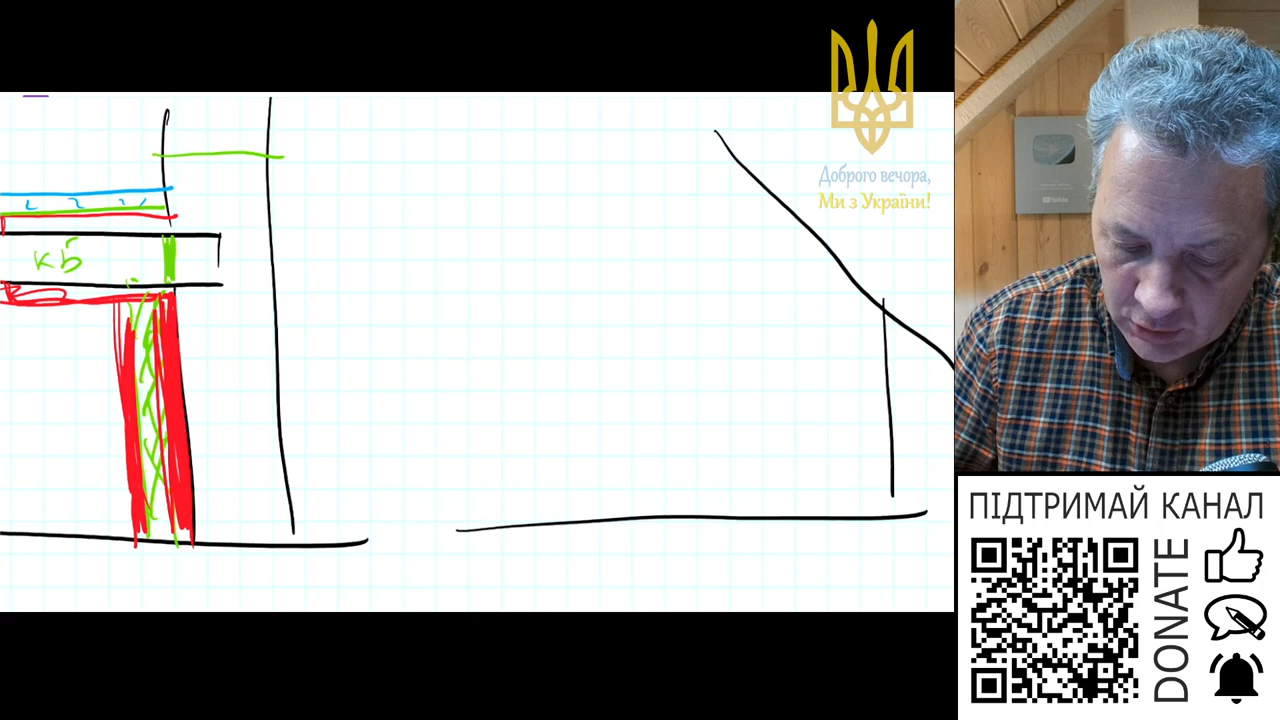 Доброго вечора,
Ми з України!
КБ
ПІДТРИМАЙ КАНАЛ
DONATE